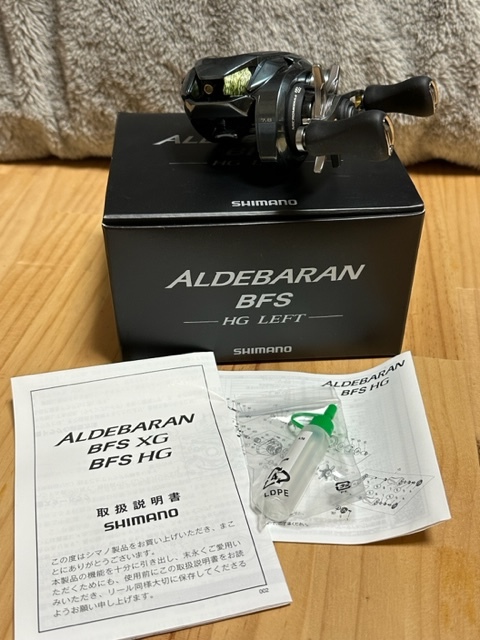 ALDEBARAN
BFS
HG LEFT
SHIMANO
ALDEBARAN
BFS
HG LEFT
SHIMANO
ALDEBARAN
BFS XG
BFS HG
取扱説明書
SHIMANO
この度はシマノ製品をお買い上げいただき、まこ
とにありがとうございます。
本製品の機能を十分に引き出し、末永くご愛用い
ただくためにも、使用前にこの取扱説明書をお読
みいただき、リール同様大切に保存してくださる
ようお願い申し上げます。
002
ALDEBARAN
BFS HG
4
LDPE